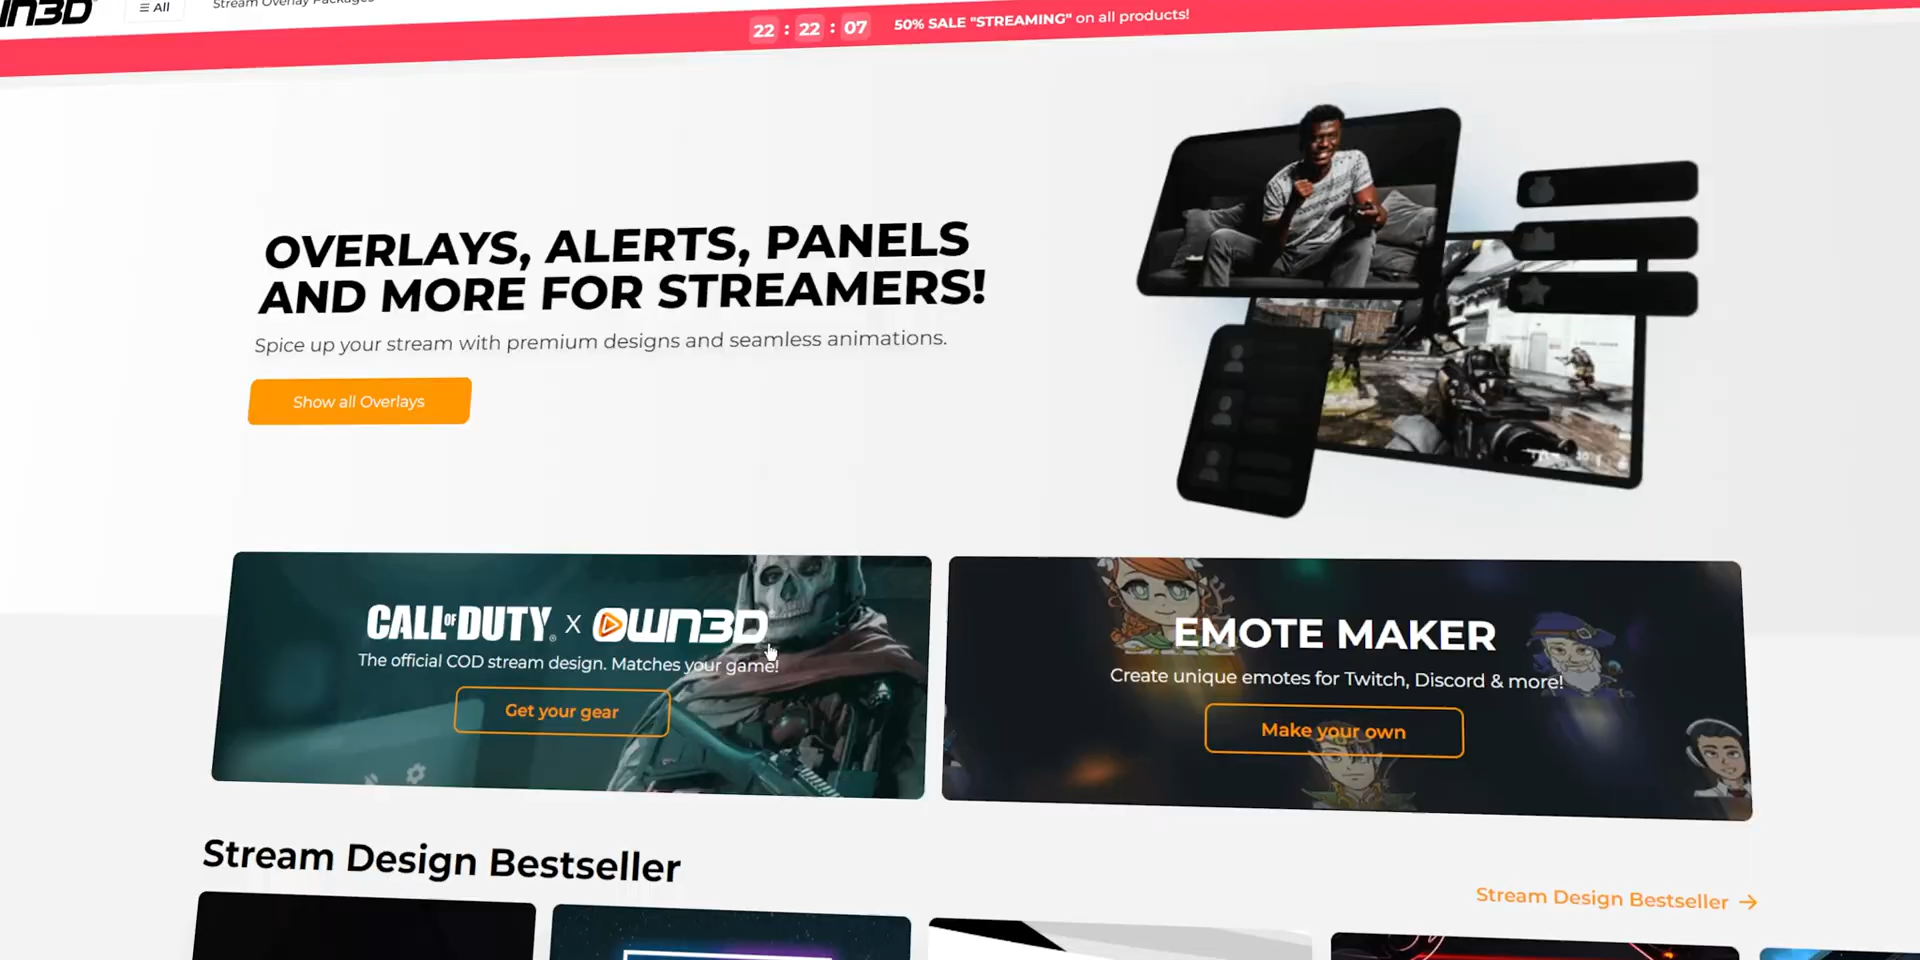 ☰ All
Stream Overlay Packages
22 : 22 : 07 50% SALE "STREAMING" on all products!
OVERLAYS, ALERTS, PANELS
AND MORE FOR STREAMERS!
Spice up your stream with premium designs and seamless animations.
Show all Overlays
CALL OF DUTY® X OWN3D
The official COD stream design. Matches your game!
Get your gear
EMOTE MAKER
Create unique emotes for Twitch, Discord & more!
Make your own
Stream Design Bestseller
Stream Design Bestseller →